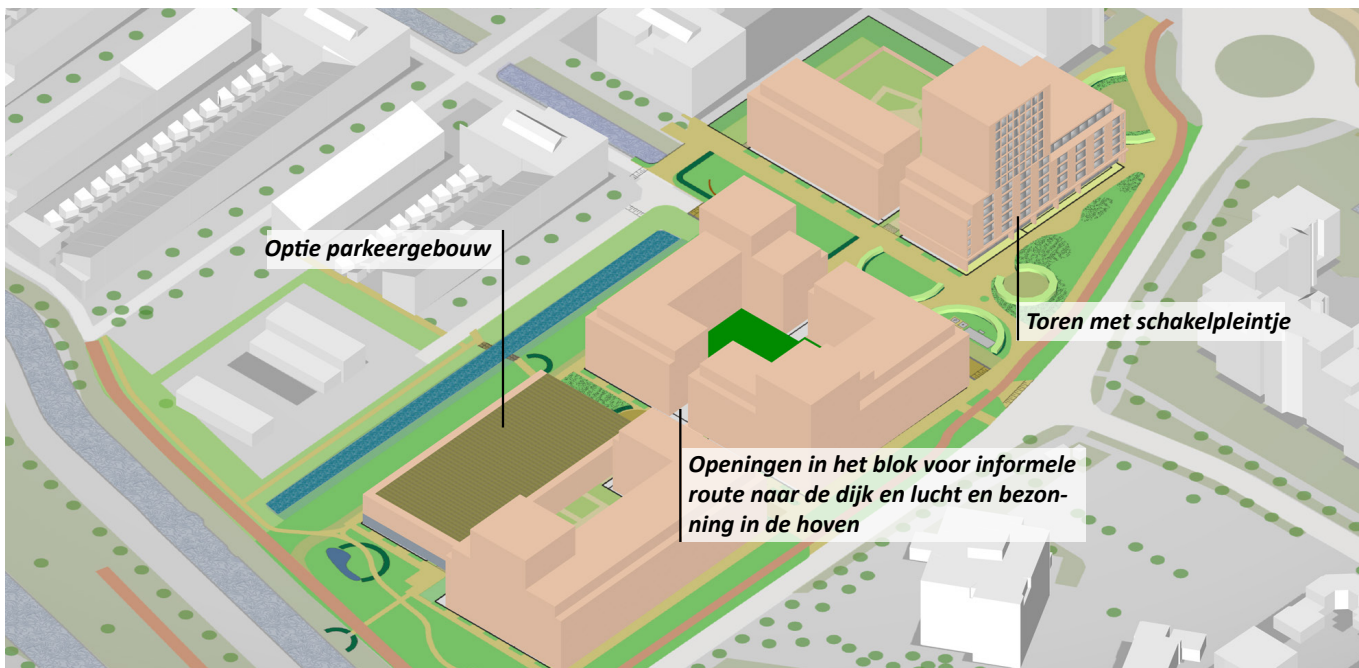 Optie parkeergebouw
Toren met schakelpleintje
Openingen in het blok voor informele
route naar de dijk en lucht en bezon-
ning in de hoven